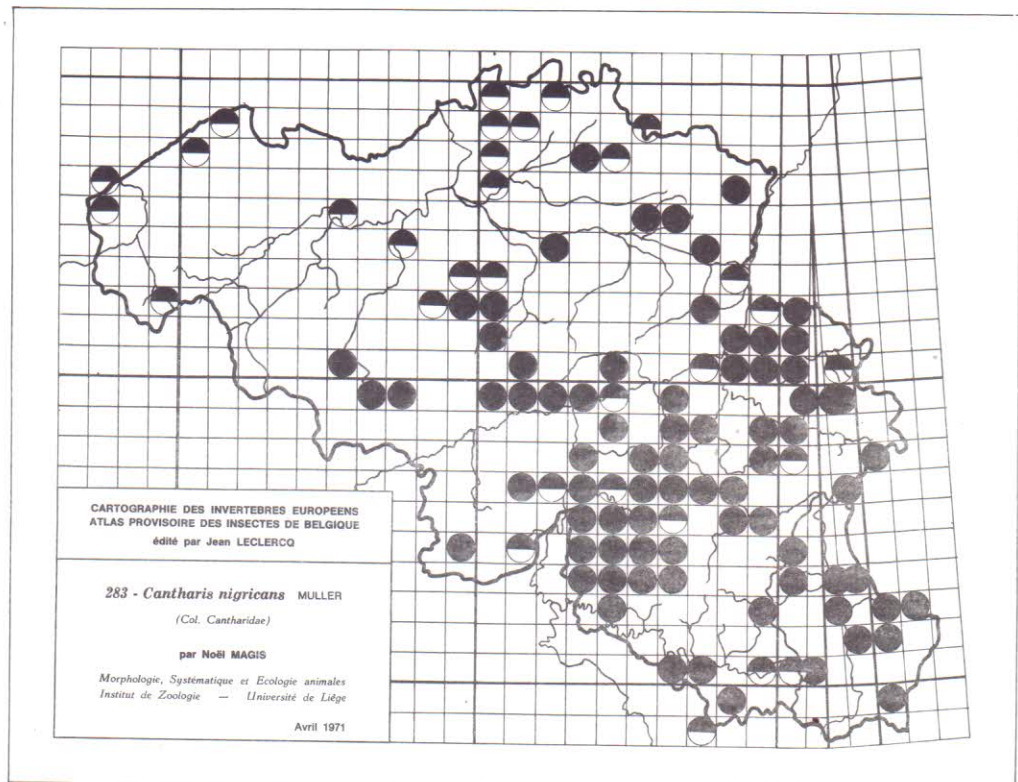 CARTOGRAPHIE DES INVERTEBRES EUROPEENS
ATLAS PROVISOIRE DES INSECTES DE BELGIQUE
édité par Jean LECLERCQ
283 - Cantharis nigricans MULLER
(Col. Cantharidae)
par Noël MAGIS
Morphologie, Systématique et Ecologie animales
Institut de Zoologie — Université de Liège
Avril 1971